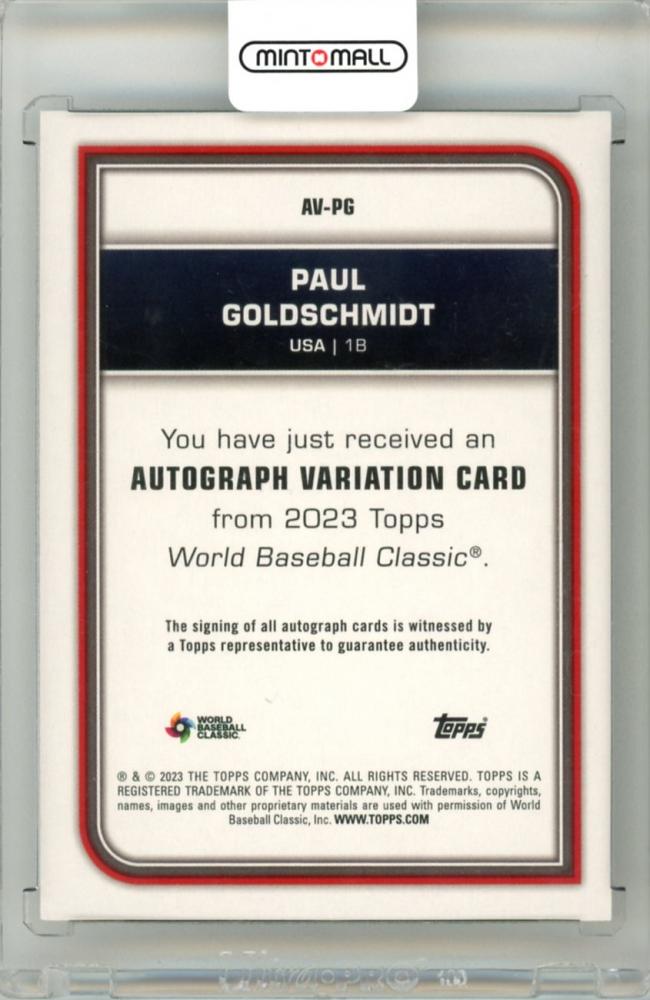 MINTOMALL
AV-PG
PAUL
GOLDSCHMIDT
USA | 1B
You have just received an
AUTOGRAPH VARIATION CARD
from 2023 Topps
World Baseball Classic®.
The signing of all autograph cards is witnessed by
a Topps representative to guarantee authenticity.
WORLD
BASEBALL
CLASSIC
Topps®
® & © 2023 THE TOPPS COMPANY, INC. ALL RIGHTS RESERVED. TOPPS IS A
REGISTERED TRADEMARK OF THE TOPPS COMPANY, INC. Trademarks, copyrights,
names, images and other proprietary materials are used with permission of World
Baseball Classic, Inc. WWW.TOPPS.COM